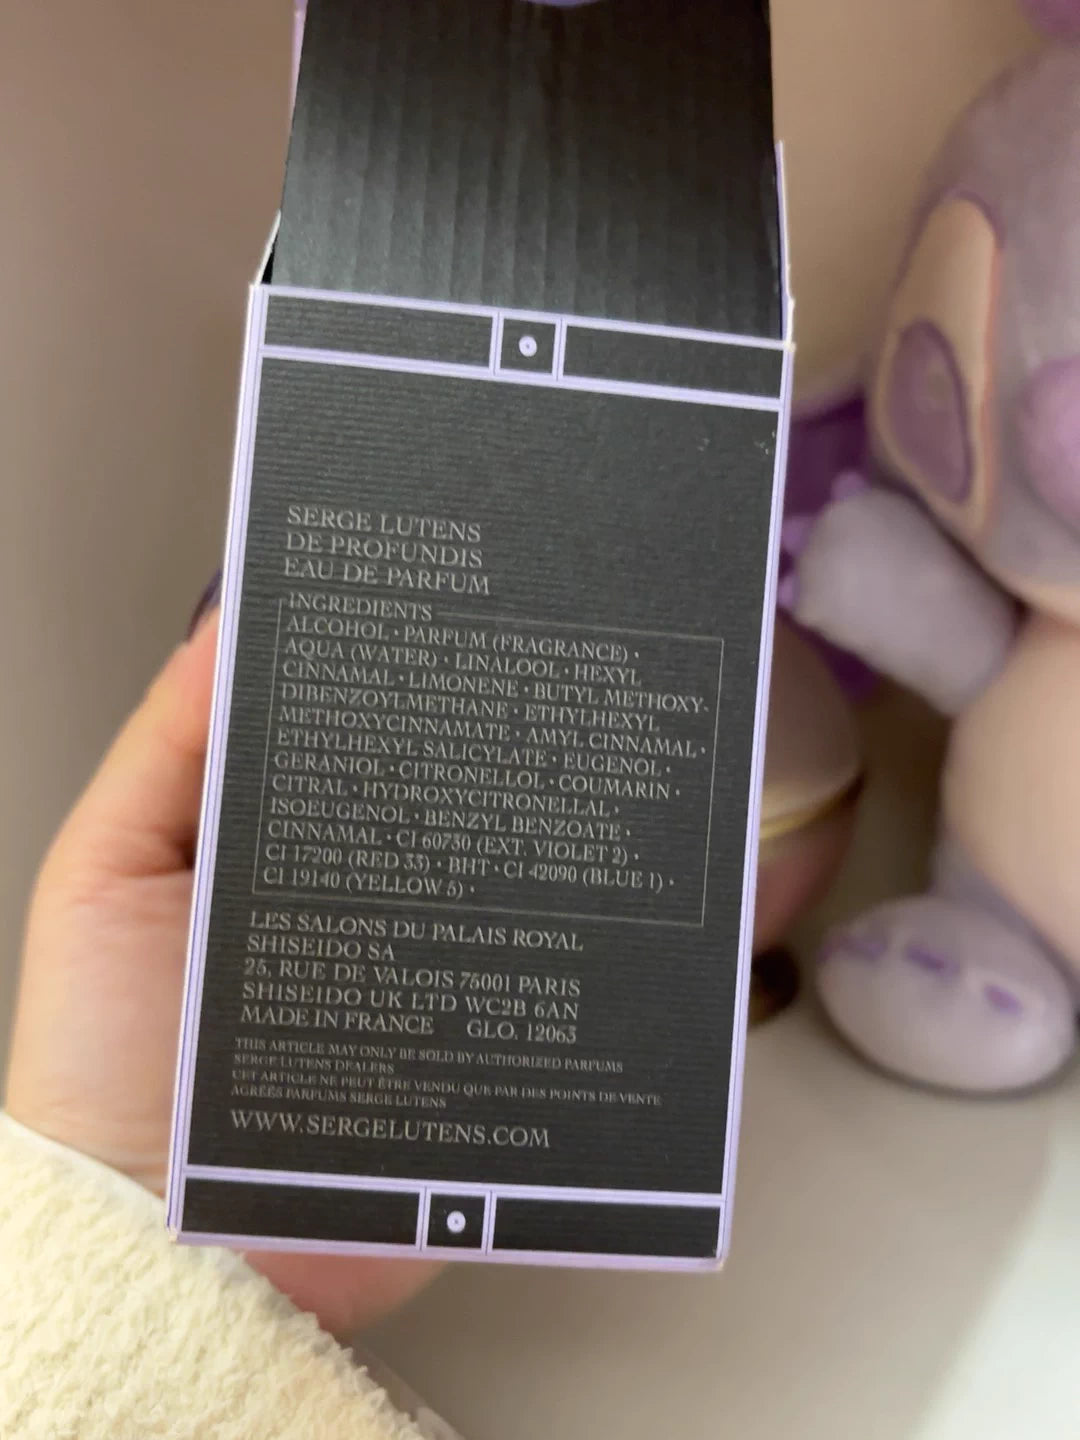 SERGE LUTENS
DE PROFUNDIS
EAU DE PARFUM
INGREDIENTS
ALCOHOL · PARFUM (FRAGRANCE) ·
AQUA (WATER) · LINALOOL · HEXYL
CINNAMAL · LIMONENE · BUTYL METHOXY-
DIBENZOYLMETHANE · ETHYLHEXYL
METHOXYCINNAMATE · AMYL CINNAMAL ·
ETHYLHEXYL SALICYLATE · EUGENOL ·
GERANIOL · CITRONELLOL · COUMARIN ·
CITRAL · HYDROXYCITRONELLAL ·
ISOEUGENOL · BENZYL BENZOATE ·
CINNAMAL · CI 60730 (EXT. VIOLET 2) ·
CI 17200 (RED 33) · BHT · CI 42090 (BLUE 1) ·
CI 19140 (YELLOW 5) ·
LES SALONS DU PALAIS ROYAL
SHISEIDO SA
25, RUE DE VALOIS 75001 PARIS
SHISEIDO UK LTD WC2B 6AN
MADE IN FRANCE GLO. 12063
THIS ARTICLE MAY ONLY BE SOLD BY AUTHORIZED PARFUMS
SERGE LUTENS DEALERS
CET ARTICLE NE PEUT ÊTRE VENDU QUE PAR DES POINTS DE VENTE
AGRÉÉS PARFUMS SERGE LUTENS
WWW.SERGELUTENS.COM